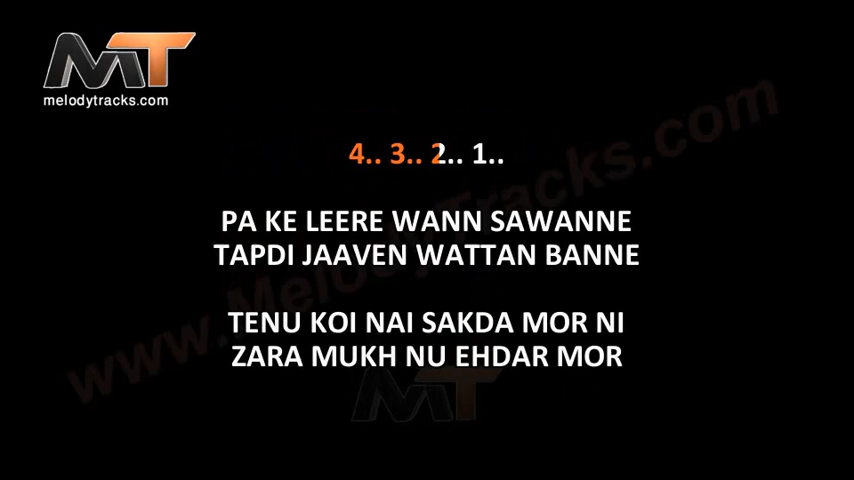 MT
melodytracks.com
4.. 3.. 2.. 1..
PA KE LEERE WANN SAWANNE
TAPDI JAAVEN WATTAN BANNE
TENU KOI NAI SAKDA MOR NI
ZARA MUKH NU EHDAR MOR
www.MelodyTracks.com
MT